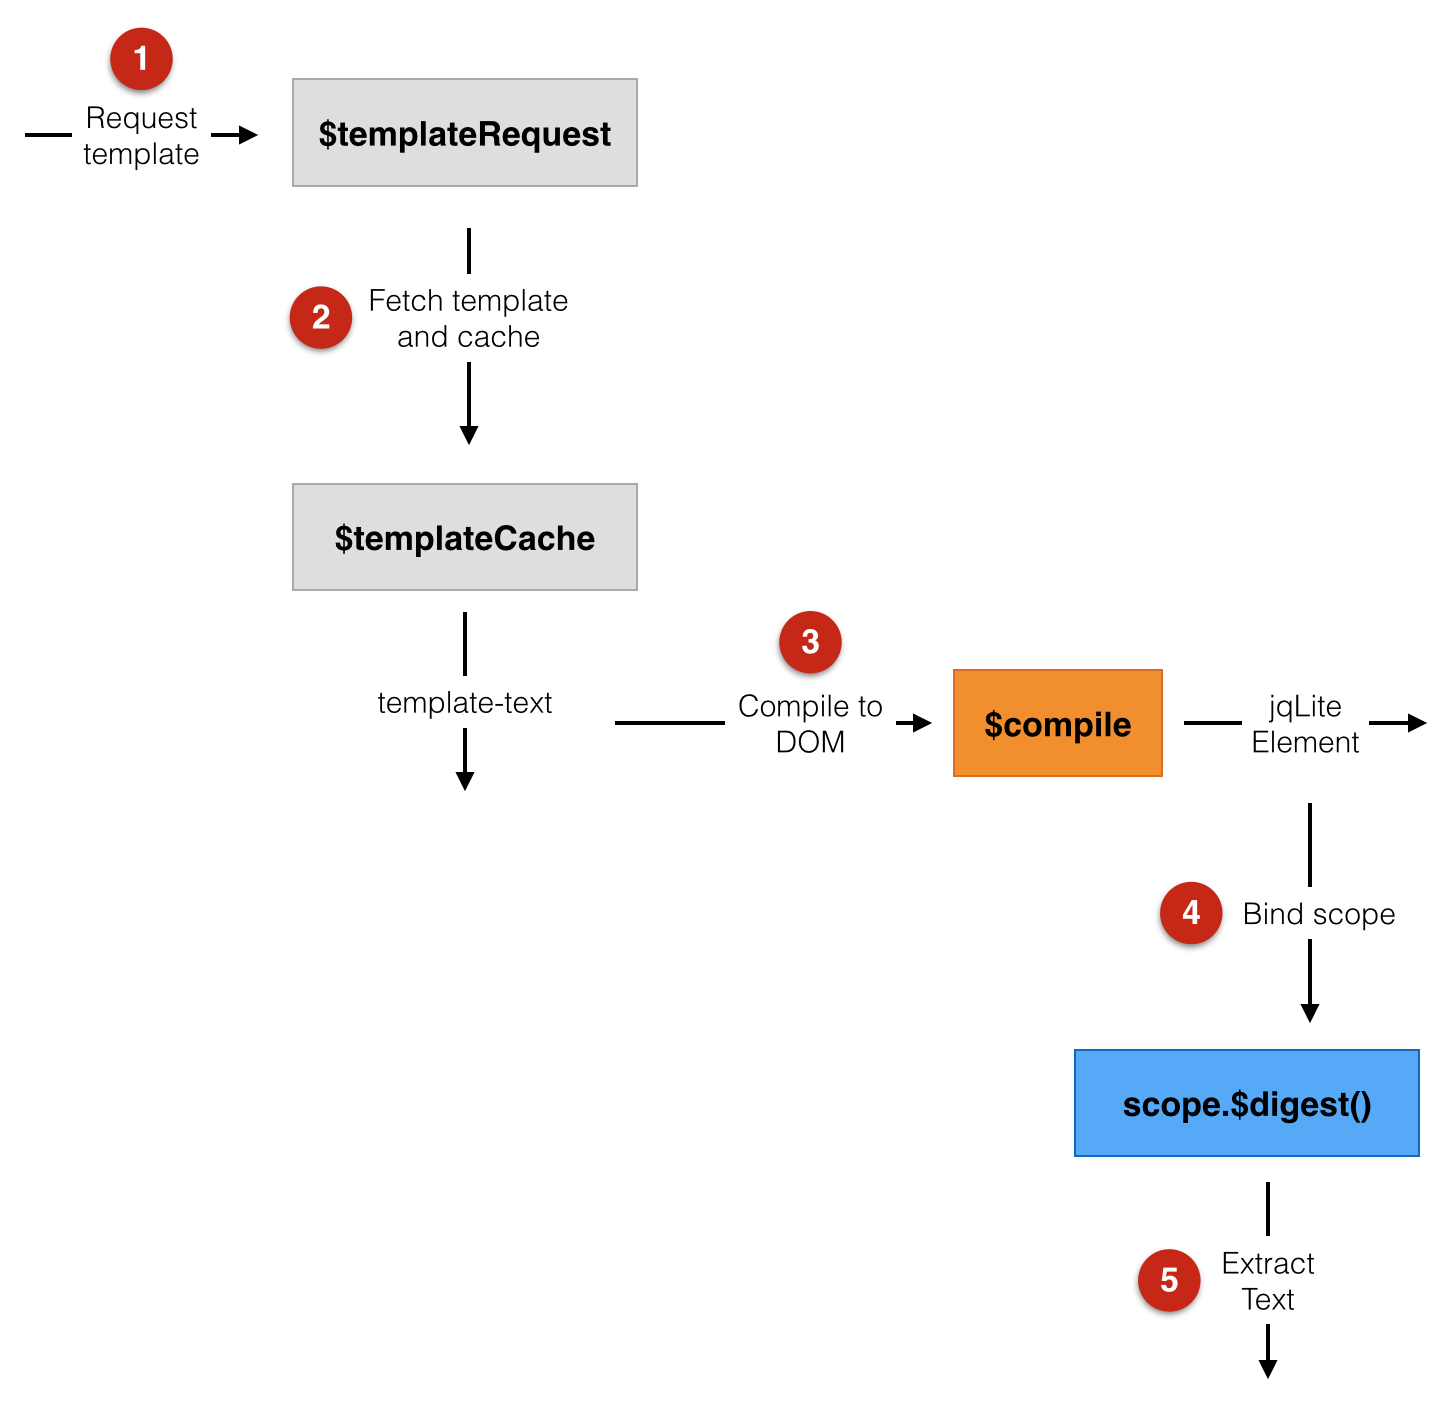 1
Request
template
$templateRequest
2
Fetch template
and cache
$templateCache
template-text
3
Compile to
DOM
$compile
jqLite
Element
4
Bind scope
scope.$digest()
5
Extract
Text